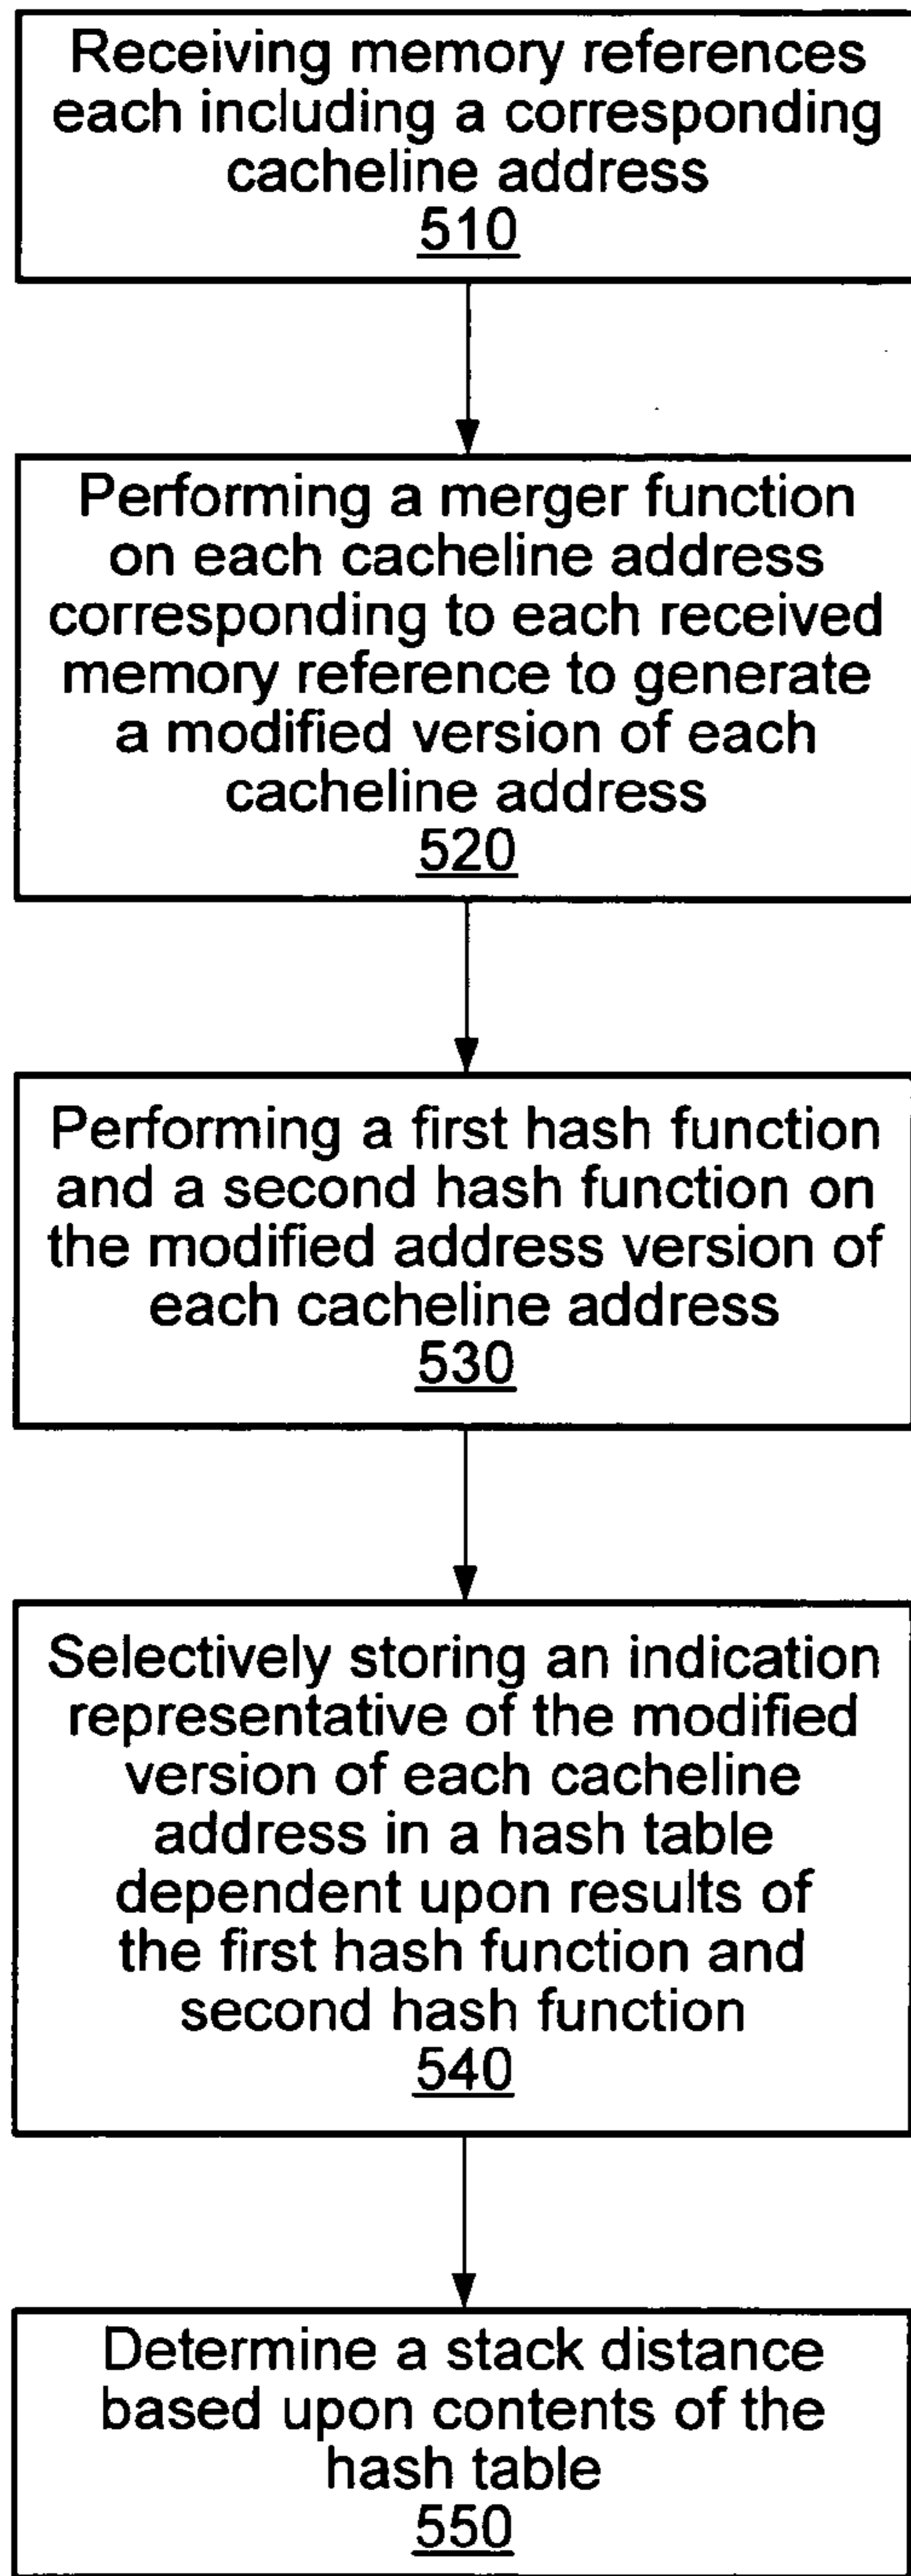 Receiving memory references
each including a corresponding
cacheline address
510
Performing a merger function
on each cacheline address
corresponding to each received
memory reference to generate
a modified version of each
cacheline address
520
Performing a first hash function
and a second hash function on
the modified address version of
each cacheline address
530
Selectively storing an indication
representative of the modified
version of each cacheline
address in a hash table
dependent upon results of
the first hash function and
second hash function
540
Determine a stack distance
based upon contents of the
hash table
550